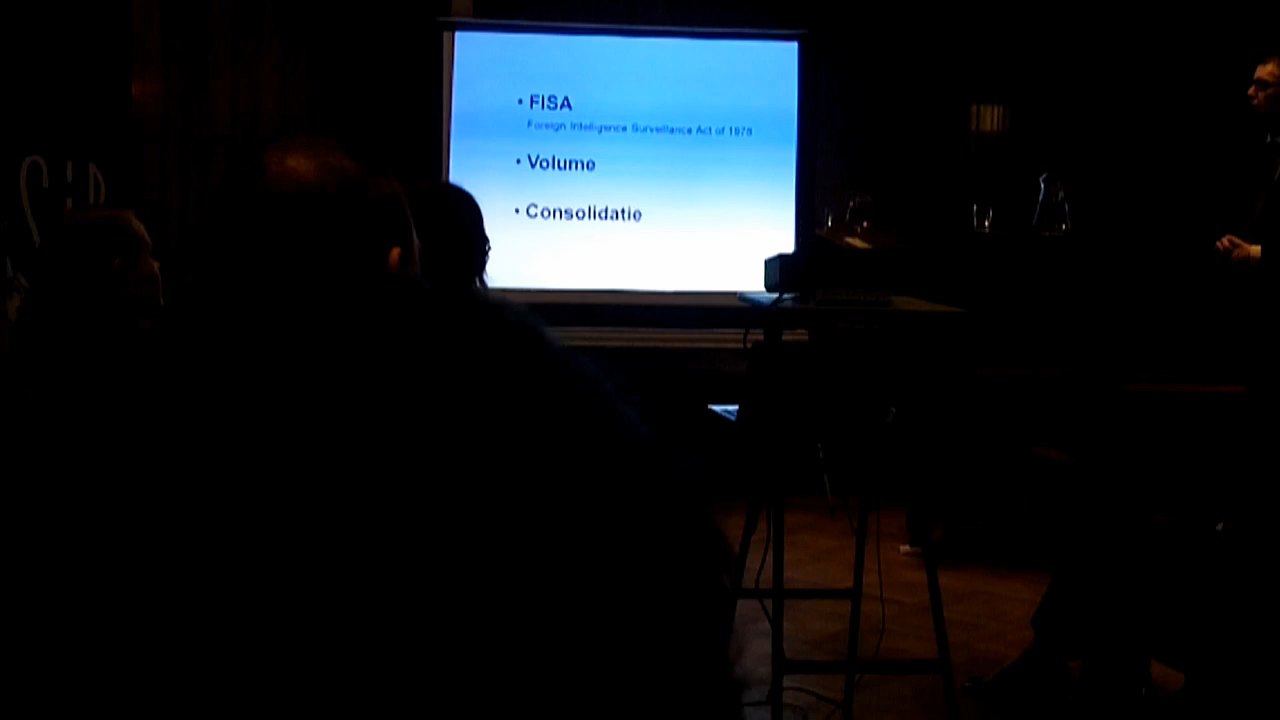 • FISA
Foreign Intelligence Surveillance Act of 1978
• Volume
• Consolidatie